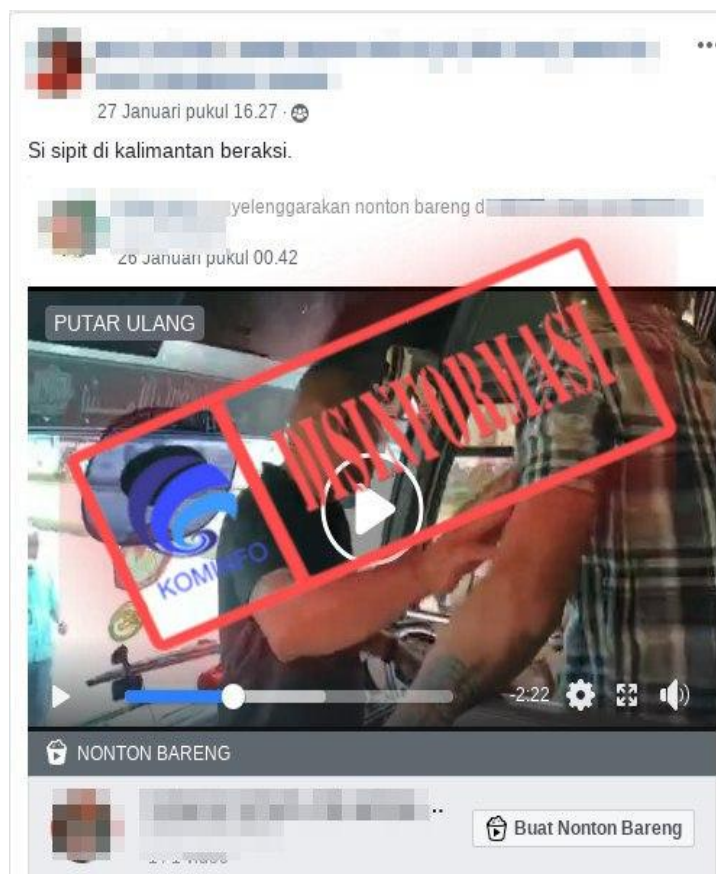 27 Januari pukul 16.27
Si sipit di kalimantan beraksi.
yelenggarakan nonton bareng d
26 Januari pukul 00.42
PUTAR ULANG
DISINFORMASI
KOMINFO
-2:22
NONTON BARENG
Buat Nonton Bareng